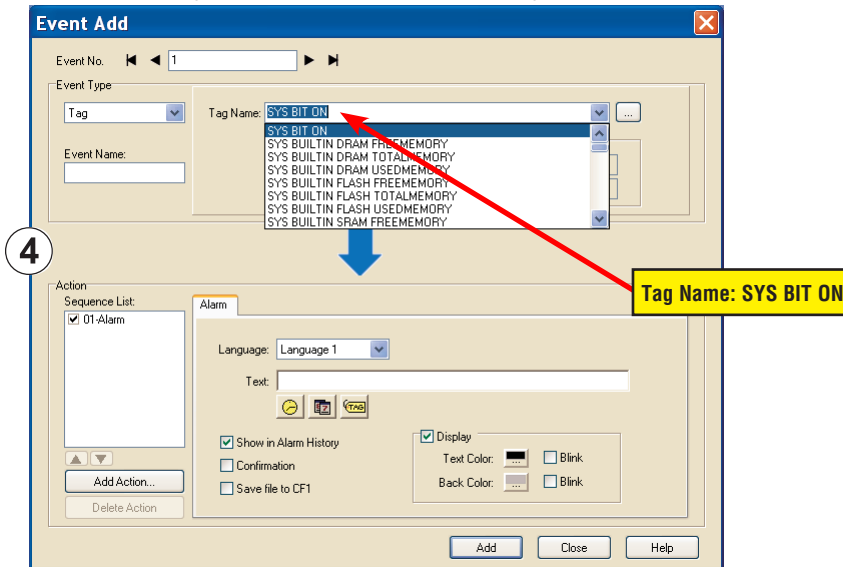 Event Add
Event No. 1
Event Type
Tag
Tag Name: SYS BIT ON
...
SYS BIT ON
SYS BUILTIN DRAM FREEMEMORY
SYS BUILTIN DRAM TOTALMEMORY
SYS BUILTIN DRAM USEDMEMORY
SYS BUILTIN FLASH FREEMEMORY
SYS BUILTIN FLASH TOTALMEMORY
SYS BUILTIN FLASH USEDMEMORY
SYS BUILTIN SRAM FREEMEMORY
Event Name:
4
Tag Name: SYS BIT ON
Action
Sequence List:
01-Alarm
Alarm
Language: Language 1
Text:
TAG
Show in Alarm History
Confirmation
Save file to CF1
Display
Text Color: ... Blink
Back Color: ... Blink
Add Action...
Delete Action
Add Close Help